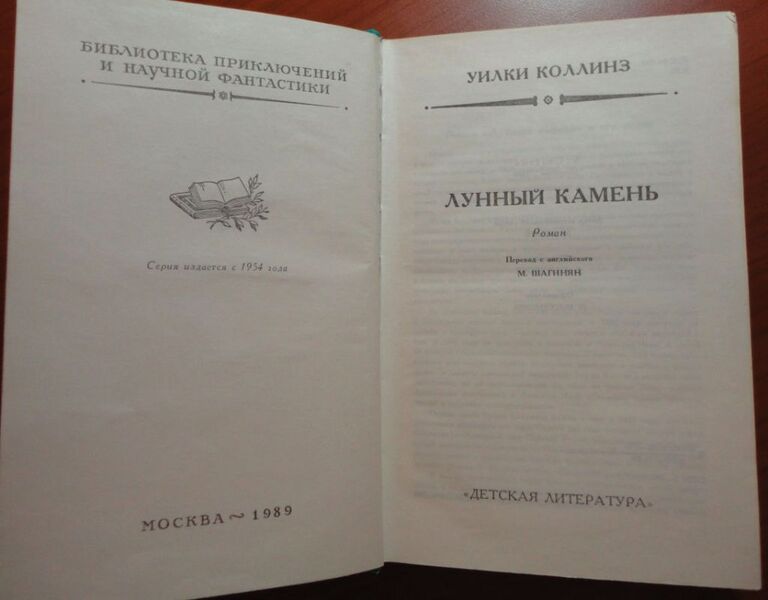 БИБЛИОТЕКА ПРИКЛЮЧЕНИЙ
И НАУЧНОЙ ФАНТАСТИКИ
Серия издается с 1954 года
МОСКВА ~ 1989
УИЛКИ КОЛЛИНЗ
ЛУННЫЙ КАМЕНЬ
Роман
Перевод с английского
М. ШАГИНЯН
«ДЕТСКАЯ ЛИТЕРАТУРА»